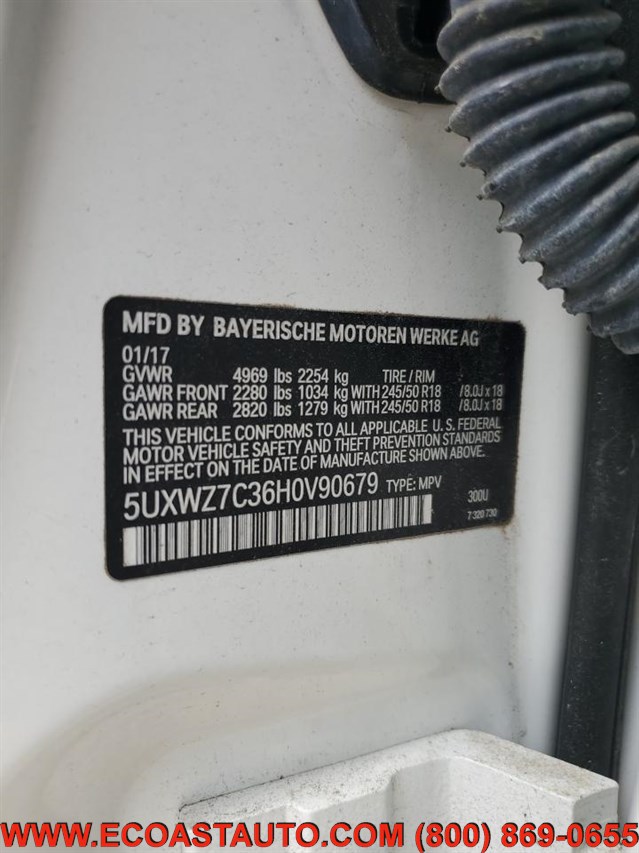 MFD BY BAYERISCHE MOTOREN WERKE AG
01/17
GVWR 4969 lbs 2254 kg TIRE / RIM
GAWR FRONT 2280 lbs 1034 kg WITH 245/50 R18 /8.0J x 18
GAWR REAR 2820 lbs 1279 kg WITH 245/50 R18 /8.0J x 18
THIS VEHICLE CONFORMS TO ALL APPLICABLE U.S. FEDERAL
MOTOR VEHICLE SAFETY AND THEFT PREVENTION STANDARDS
IN EFFECT ON THE DATE OF MANUFACTURE SHOWN ABOVE.
5UXWZ7C36H0V90679 TYPE: MPV 300U
7 320 730
WWW.ECOASTAUTO.COM (800) 869-0655